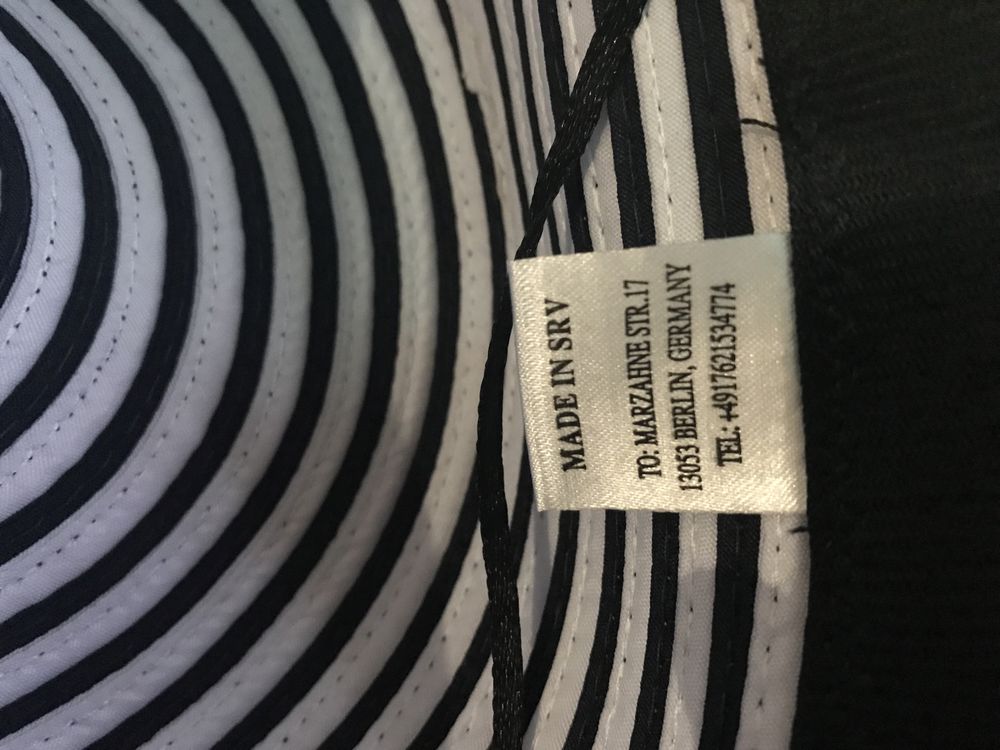 MADE IN SRV
TO: MARZAHNE STR.17
13053 BERLIN, GERMANY
TEL: +4917621534774